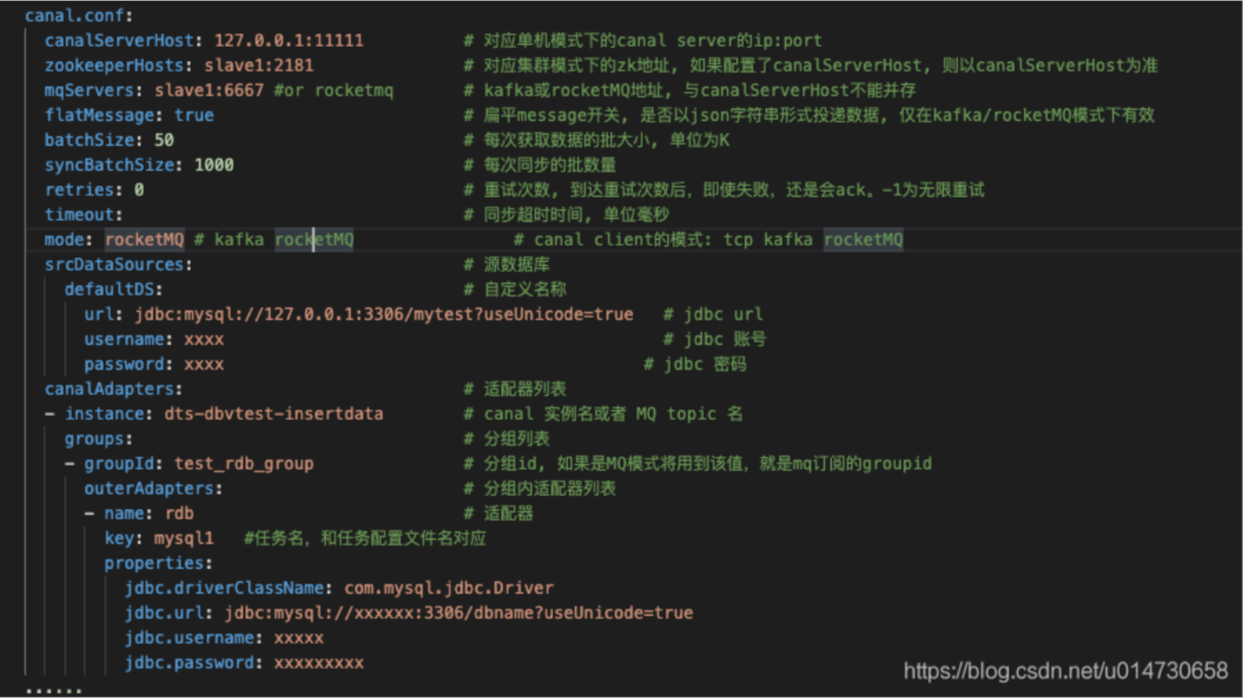 canal.conf:
canalServerHost: 127.0.0.1:11111 # 对应单机模式下的canal server的ip:port
zookeeperHosts: slave1:2181 # 对应集群模式下的zk地址, 如果配置了canalServerHost, 则以canalServerHost为准
mqServers: slave1:6667 #or rocketmq # kafka或rocketMQ地址, 与canalServerHost不能并存
flatMessage: true # 扁平message开关, 是否以json字符串形式投递数据, 仅在kafka/rocketMQ模式下有效
batchSize: 50 # 每次获取数据的批大小, 单位为K
syncBatchSize: 1000 # 每次同步的批数量
retries: 0 # 重试次数, 到达重试次数后，即使失败，还是会ack。-1为无限重试
timeout: # 同步超时时间, 单位毫秒
mode: rocketMQ # kafka rocketMQ # canal client的模式: tcp kafka rocketMQ
srcDataSources: # 源数据库
defaultDS: # 自定义名称
url: jdbc:mysql://127.0.0.1:3306/mytest?useUnicode=true # jdbc url
username: xxxx # jdbc 账号
password: xxxx # jdbc 密码
canalAdapters: # 适配器列表
- instance: dts-dbvtest-insertdata # canal 实例名或者 MQ topic 名
groups: # 分组列表
- groupId: test_rdb_group # 分组id, 如果是MQ模式将用到该值，就是mq订阅的groupid
outerAdapters: # 分组内适配器列表
- name: rdb # 适配器
key: mysql1 #任务名，和任务配置文件名对应
properties:
jdbc.driverClassName: com.mysql.jdbc.Driver
jdbc.url: jdbc:mysql://xxxxxx:3306/dbname?useUnicode=true
jdbc.username: xxxxx
jdbc.password: xxxxxxxxx
......
https://blog.csdn.net/u014730658